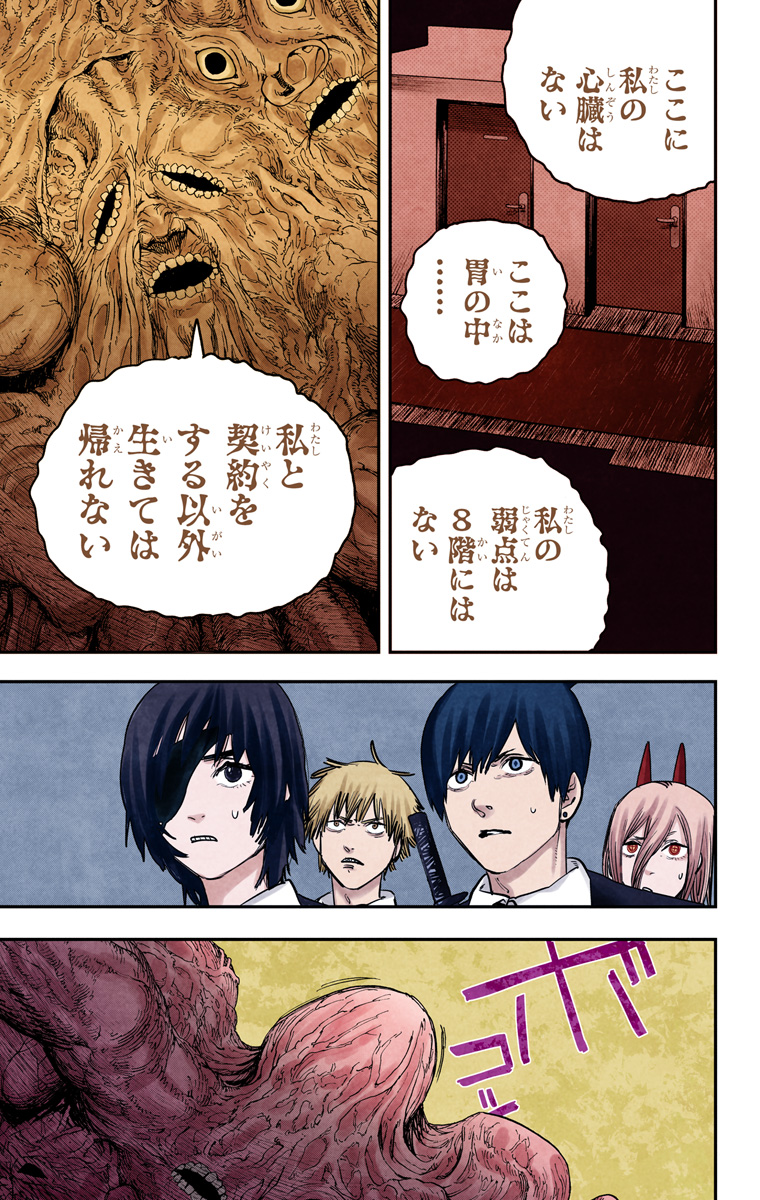 ここに
私の
心臓は
ない
ここは
胃の中
……
私の
弱点は
８階には
ない
私と
契約を
する以外
生きては
帰れない
ボコ